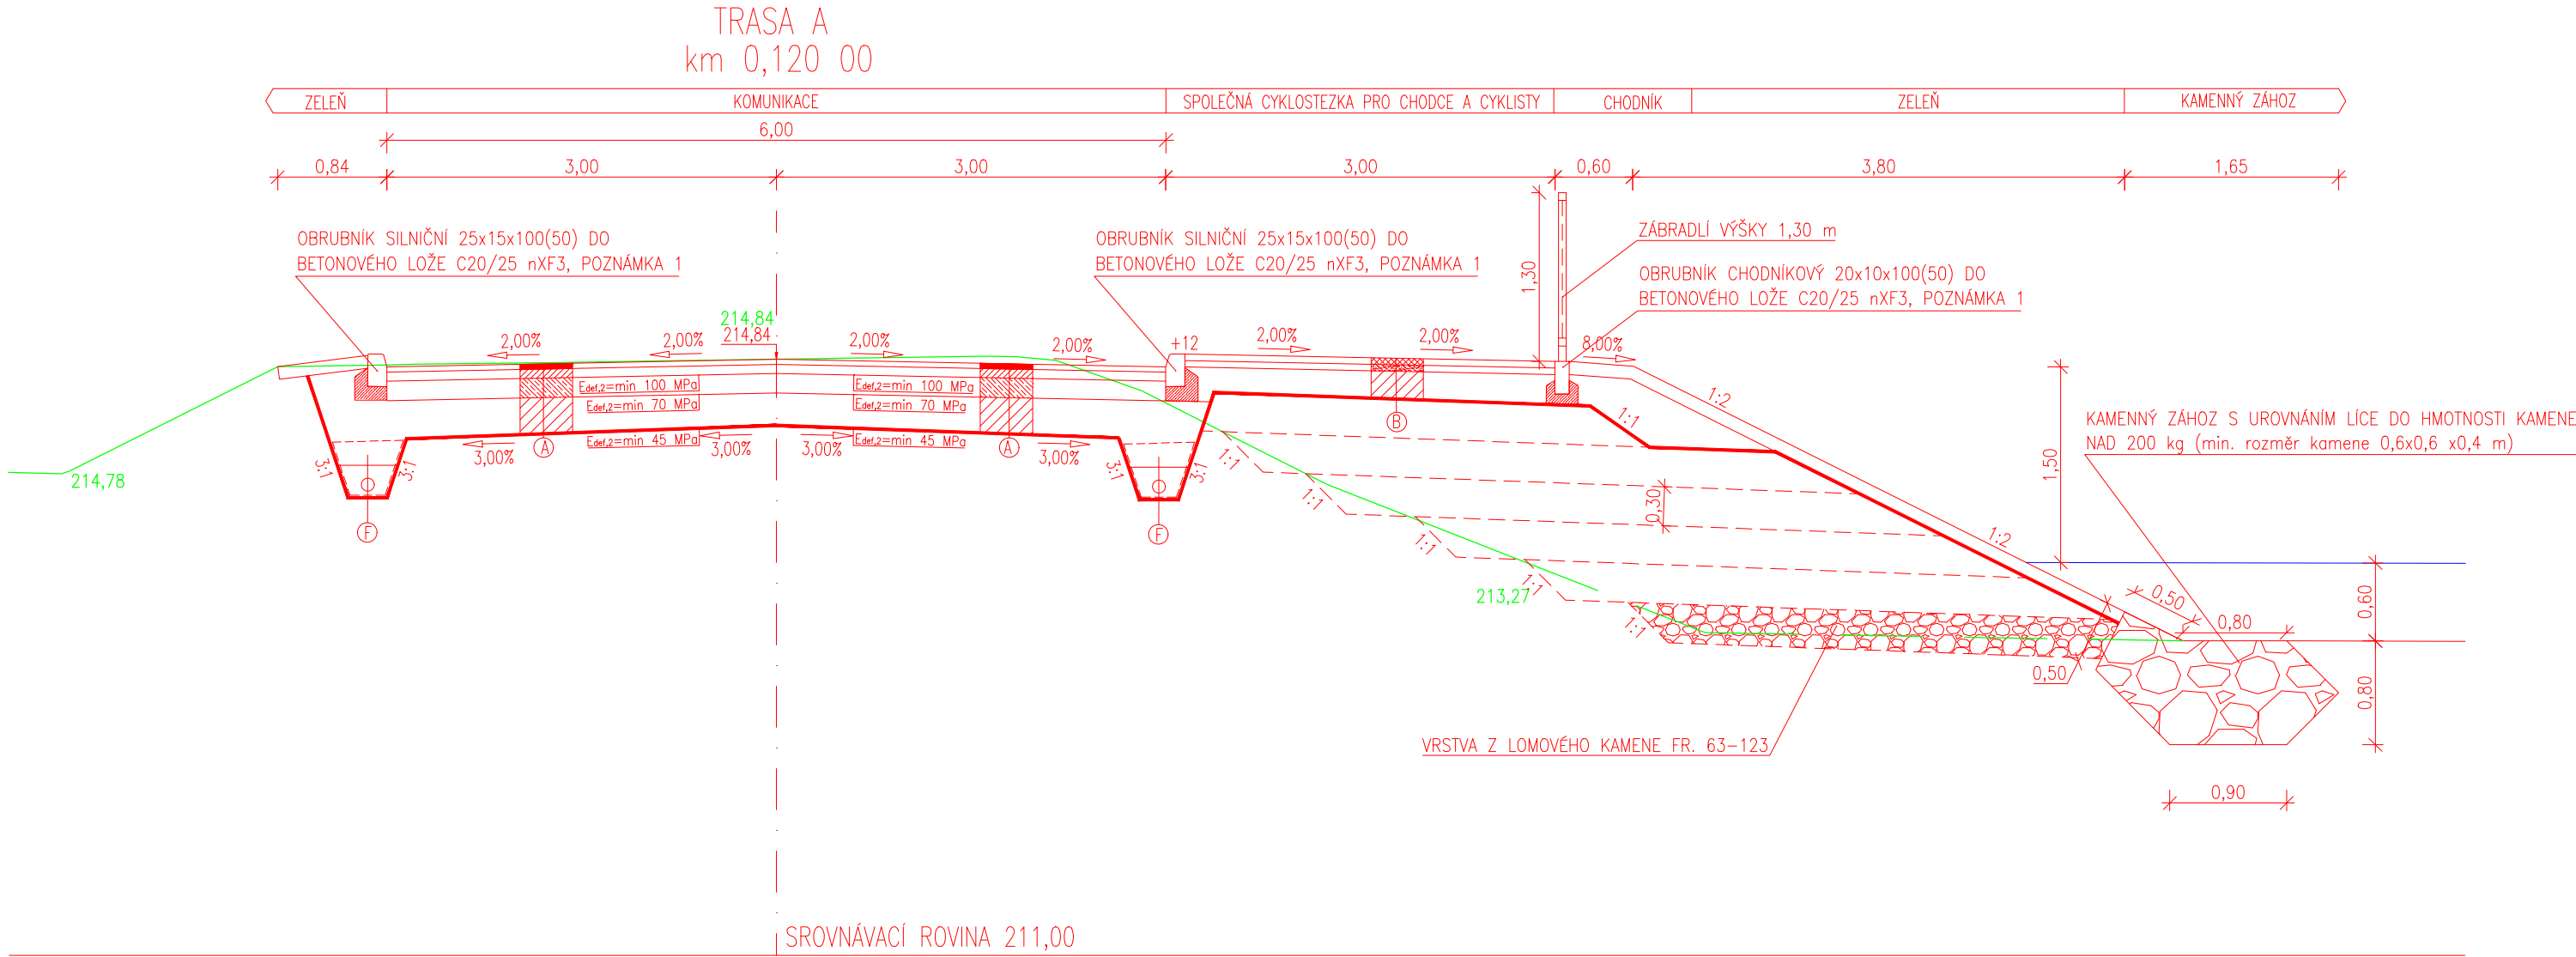 TRASA A
km 0,120 00
ZELEŇ
KOMUNIKACE
SPOLEČNÁ CYKLOSTEZKA PRO CHODCE A CYKLISTY
CHODNÍK
ZELEŇ
KAMENNÝ ZÁHOZ
6,00
0,84
3,00
3,00
3,00
0,60
3,80
1,65
OBRUBNÍK SILNIČNÍ 25x15x100(50) DO
BETONOVÉHO LOŽE C20/25 nXF3, POZNÁMKA 1
OBRUBNÍK SILNIČNÍ 25x15x100(50) DO
BETONOVÉHO LOŽE C20/25 nXF3, POZNÁMKA 1
1,30
ZÁBRADLÍ VÝŠKY 1,30 m
OBRUBNÍK CHODNÍKOVÝ 20x10x100(50) DO
BETONOVÉHO LOŽE C20/25 nXF3, POZNÁMKA 1
214,84
214,84
2,00%
2,00%
2,00%
2,00%
+12
2,00%
2,00%
8,00%
Edef,2=min 100 MPa
Edef,2=min 100 MPa
Edef,2=min 70 MPa
Edef,2=min 70 MPa
Edef,2=min 45 MPa
Edef,2=min 45 MPa
3,00%
3,00%
3,00%
3,00%
A
A
B
1:1
1:2
1,50
KAMENNÝ ZÁHOZ S UROVNÁNÍM LÍCE DO HMOTNOSTI KAMENE
NAD 200 kg (min. rozměr kamene 0,6x0,6 x0,4 m)
214,78
3:1
3:1
3:1
3:1
F
F
1:1
1:1
1:1
1:1
1:1
0,30
1:2
213,27
0,50
0,80
0,60
0,50
0,80
VRSTVA Z LOMOVÉHO KAMENE FR. 63-123
0,90
SROVNÁVACÍ ROVINA 211,00